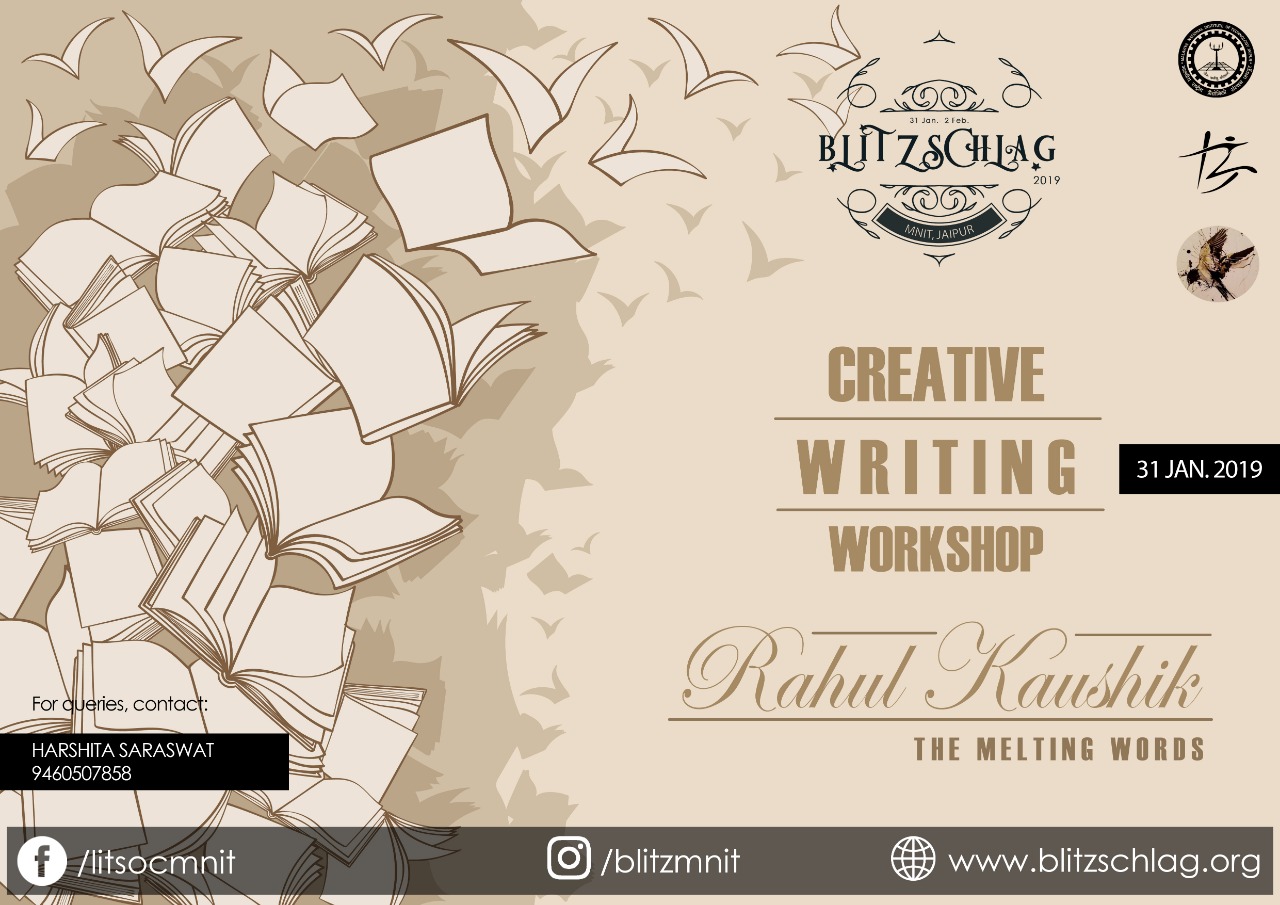 31 Jan. 2 Feb.
BLITZSCHLAG
2019
MNIT, JAIPUR
CREATIVE
WRITING
WORKSHOP
31 JAN. 2019
Rahul Kaushik
THE MELTING WORDS
For queries, contact:
HARSHITA SARASWAT
9460507858
/litsocmnit
/blitzmnit
www.blitzschlag.org